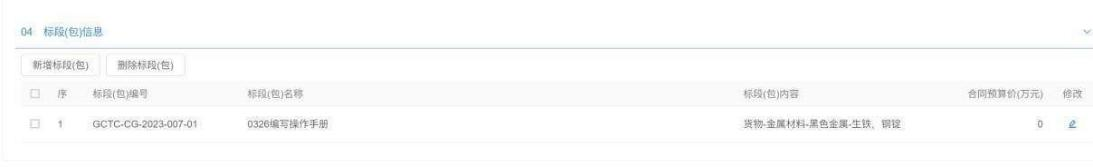 04 标段(包)信息
新增标段(包) 删除标段(包)
序 标段(包)编号 标段(包)名称 标段(包)内容 合同预算价(万元) 修改
1 GCTC-CG-2023-007-01 0326编写操作手册 货物-金属材料-黑色金属-生铁、钢锭 0